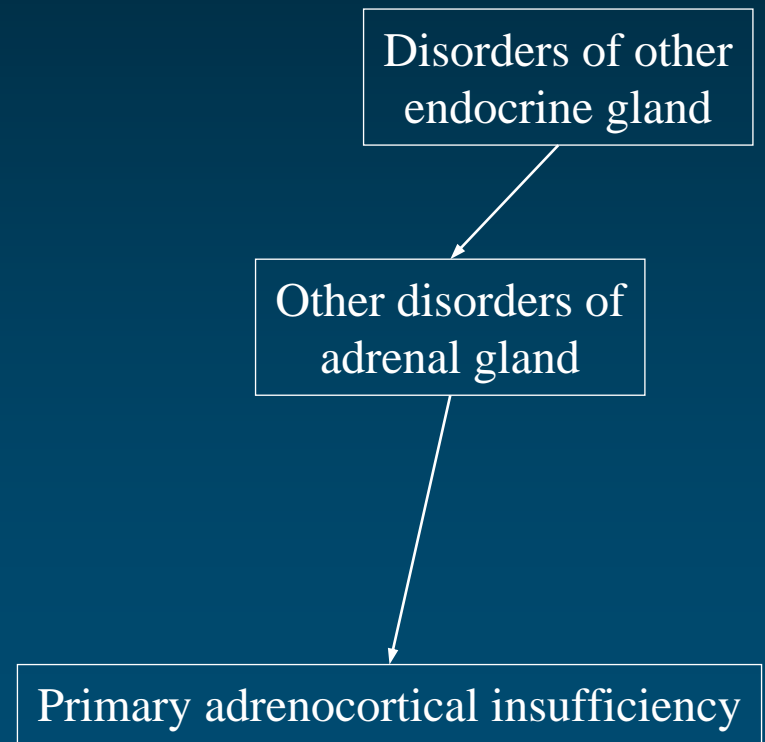 Disorders of other
endocrine gland
Other disorders of
adrenal gland
Primary adrenocortical insufficiency